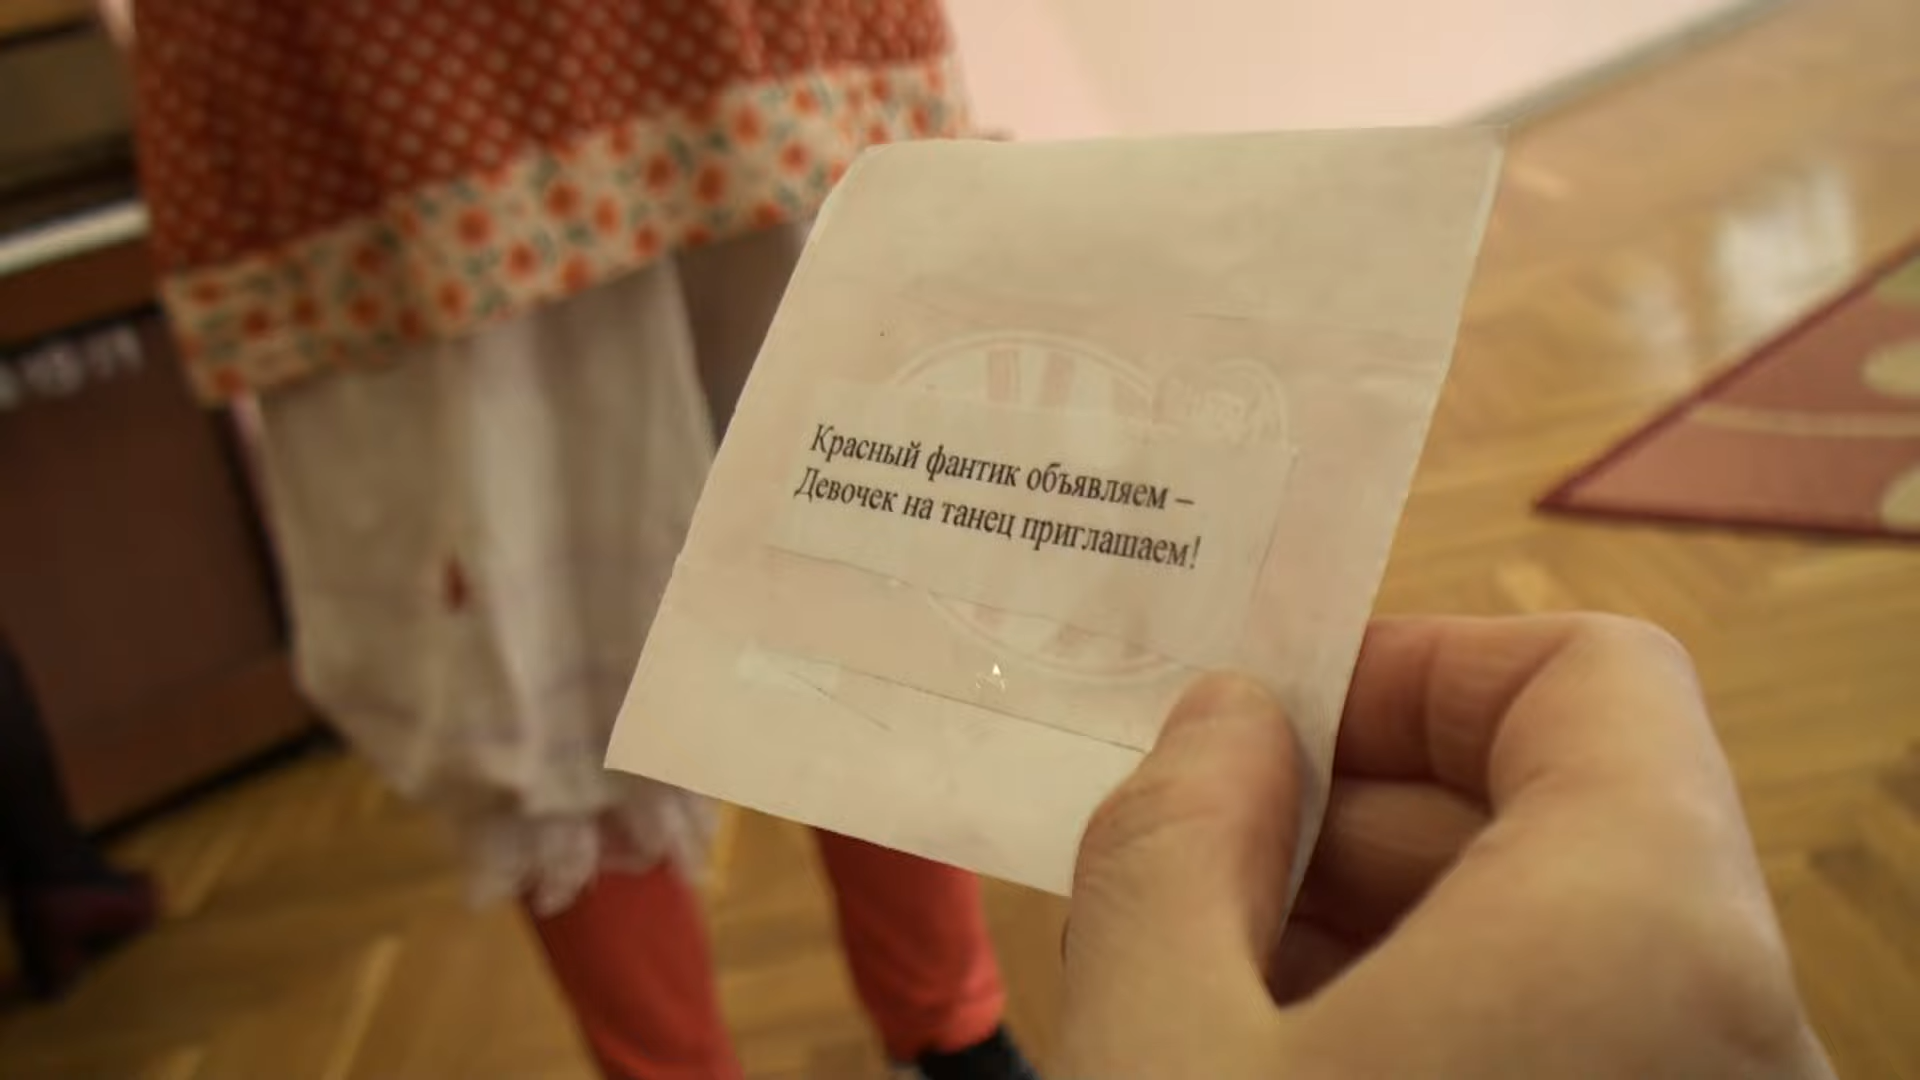 Красный фантик объявляем –
Девочек на танец приглашаем!